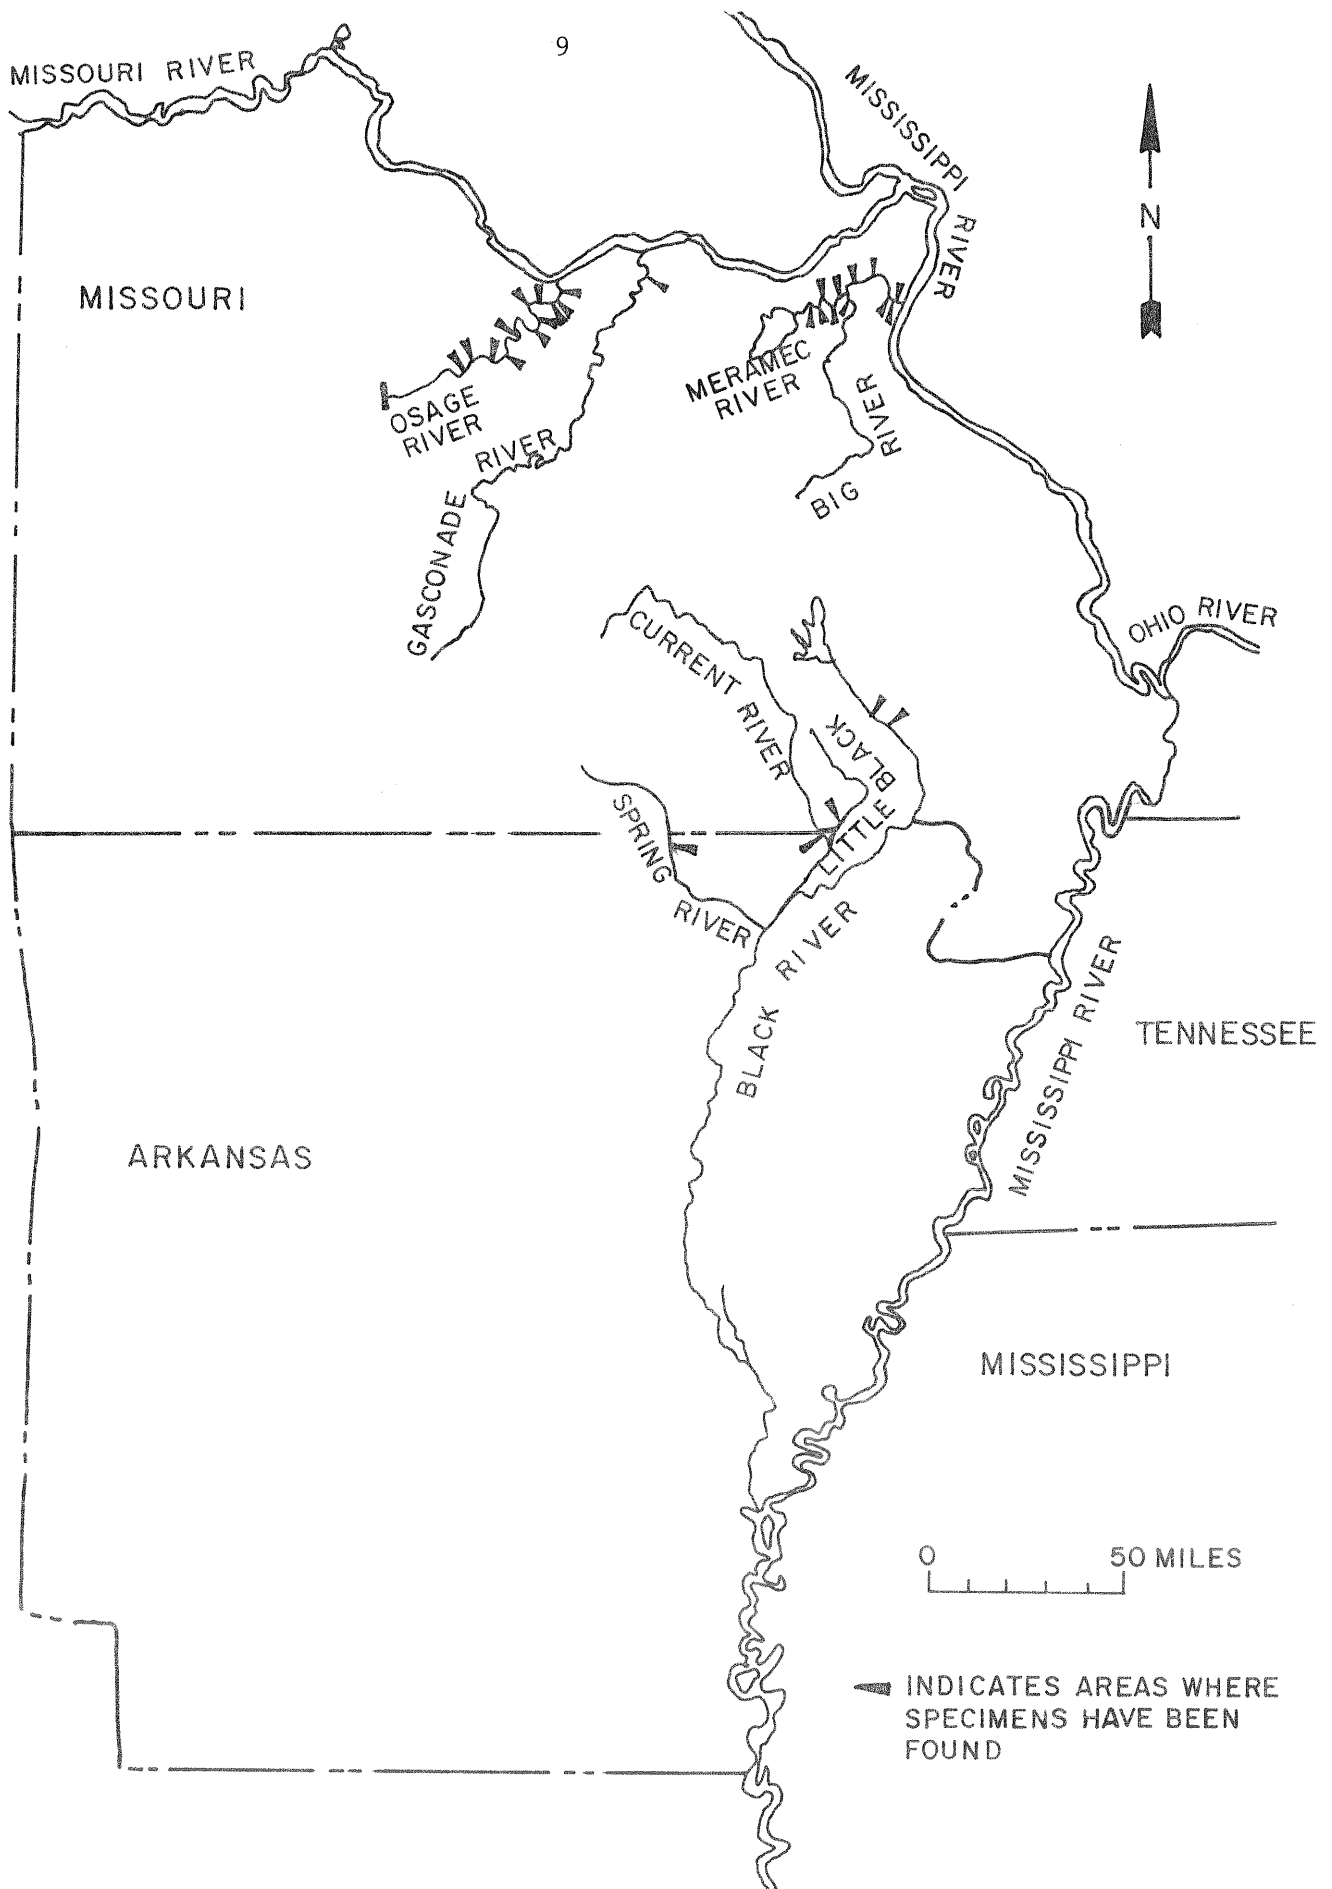 9
MISSOURI RIVER
MISSISSIPPI
RIVER
N
MISSOURI
MERAMEC
RIVER
OSAGE
RIVER
GASCONADE
RIVER
BIG
RIVER
OHIO RIVER
CURRENT
RIVER
BLACK
LITTLE BLACK
SPRING
RIVER
BLACK RIVER
MISSISSIPPI RIVER
TENNESSEE
ARKANSAS
MISSISSIPPI
0 50 MILES
INDICATES AREAS WHERE
SPECIMENS HAVE BEEN
FOUND